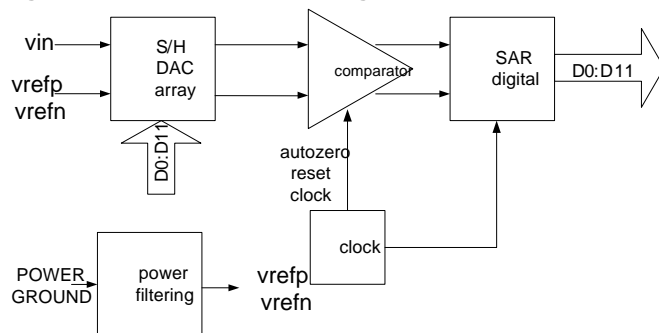 vin
vrefp
vrefn
S/H
DAC
array
D0:D11
comparator
SAR
digital
D0:D11
autozero
reset
clock
clock
POWER
GROUND
power
filtering
vrefp
vrefn